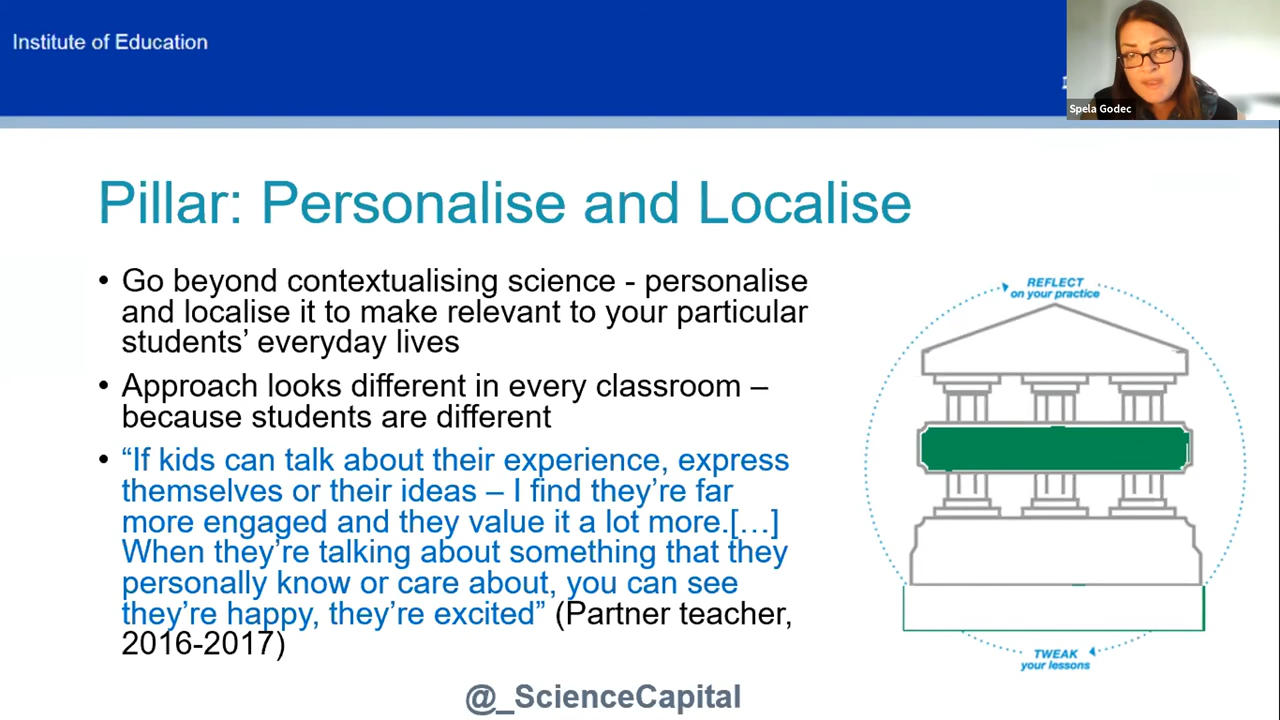 Institute of Education
Spela Godec
Pillar: Personalise and Localise
• Go beyond contextualising science - personalise
and localise it to make relevant to your particular
students’ everyday lives
• Approach looks different in every classroom –
because students are different
• “If kids can talk about their experience, express
themselves or their ideas – I find they’re far
more engaged and they value it a lot more.[…]
When they’re talking about something that they
personally know or care about, you can see
they’re happy, they’re excited” (Partner teacher,
2016-2017)
REFLECT
on your practice
TWEAK
your lessons
@_ScienceCapital